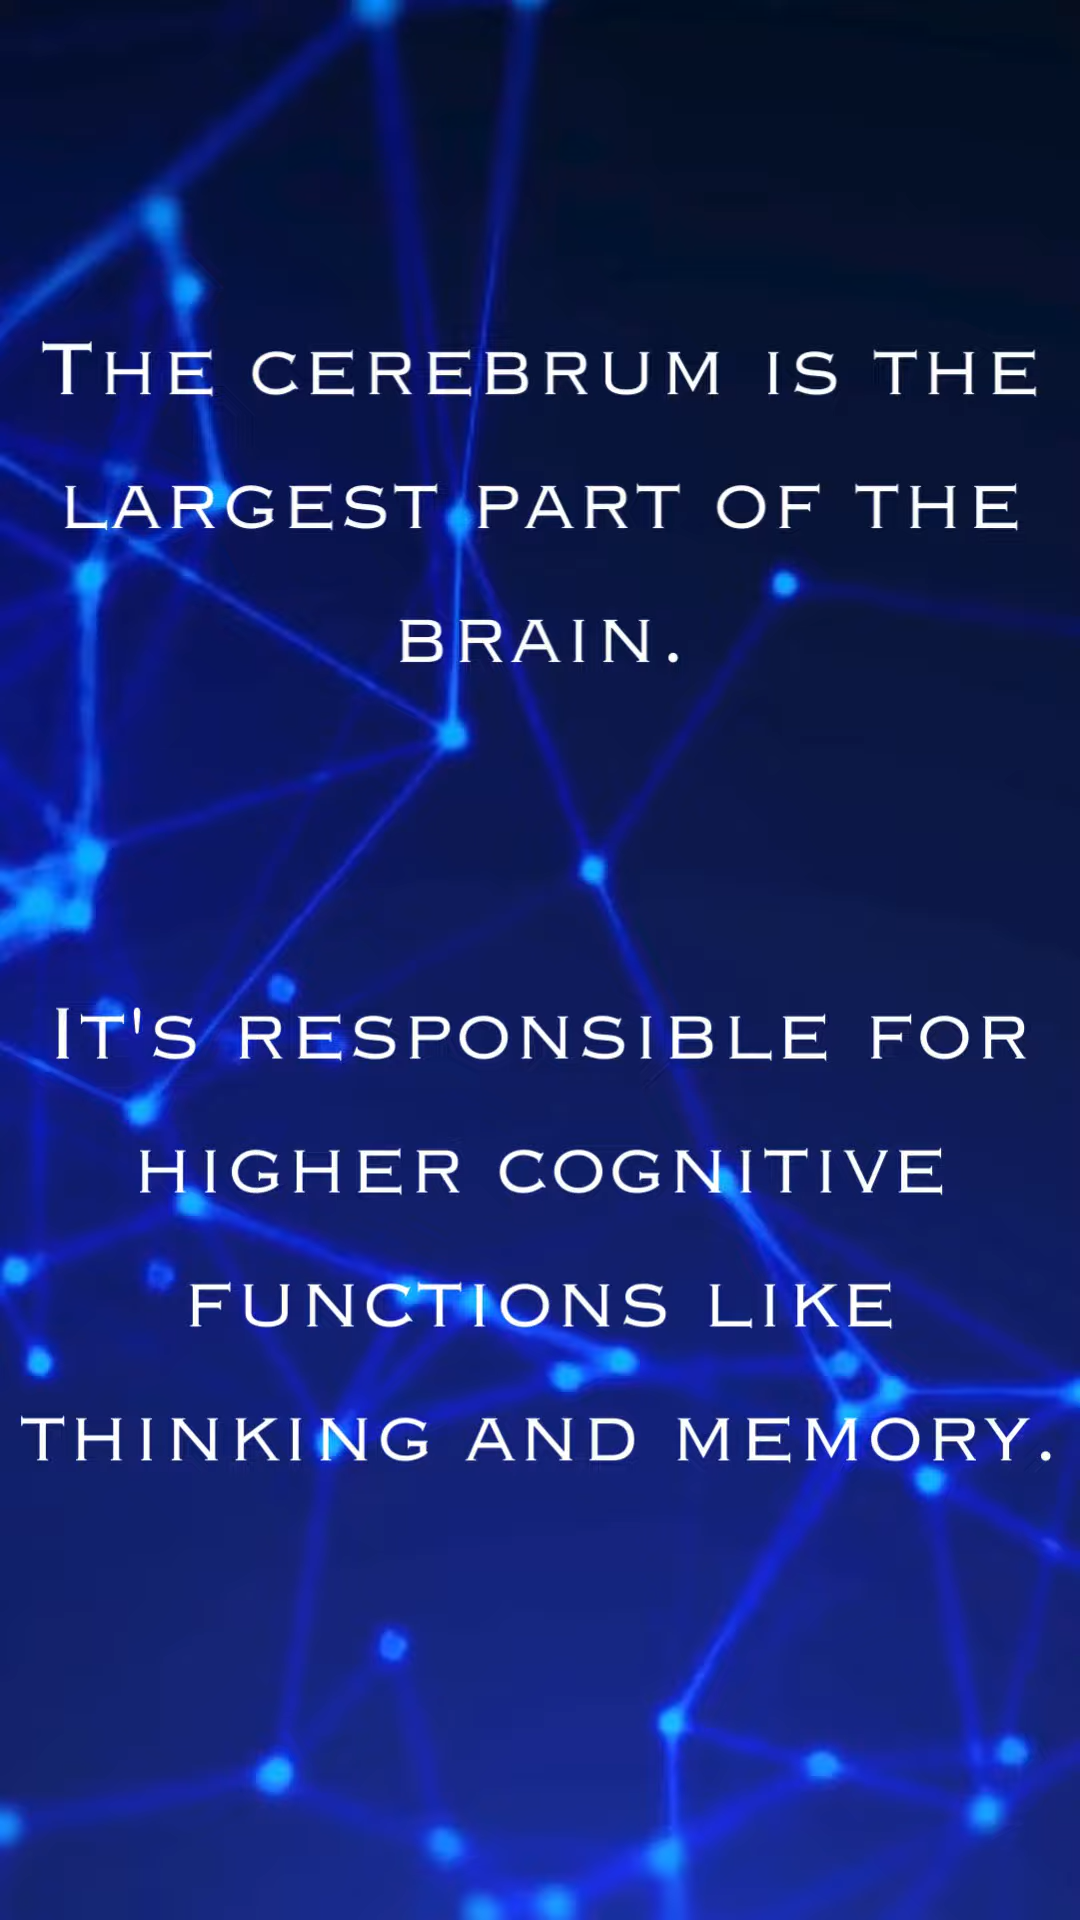 The cerebrum is the
largest part of the
brain.
It's responsible for
higher cognitive
functions like
thinking and memory.